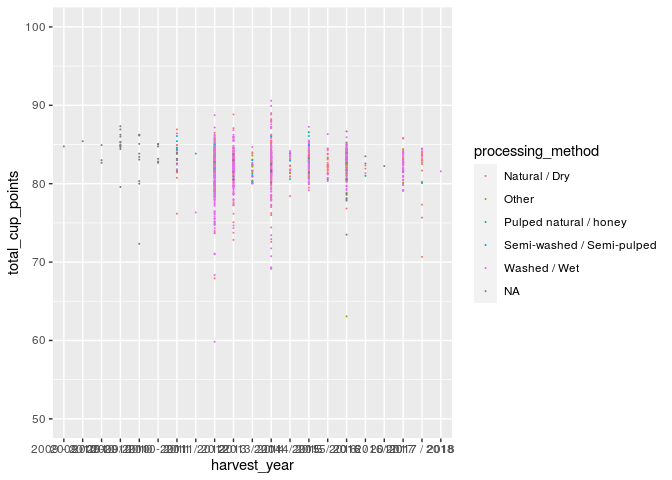 total_cup_points
100
90
80
70
60
50
harvest_year
processing_method
Natural / Dry
Other
Pulped natural / honey
Semi-washed / Semi-pulped
Washed / Wet
NA